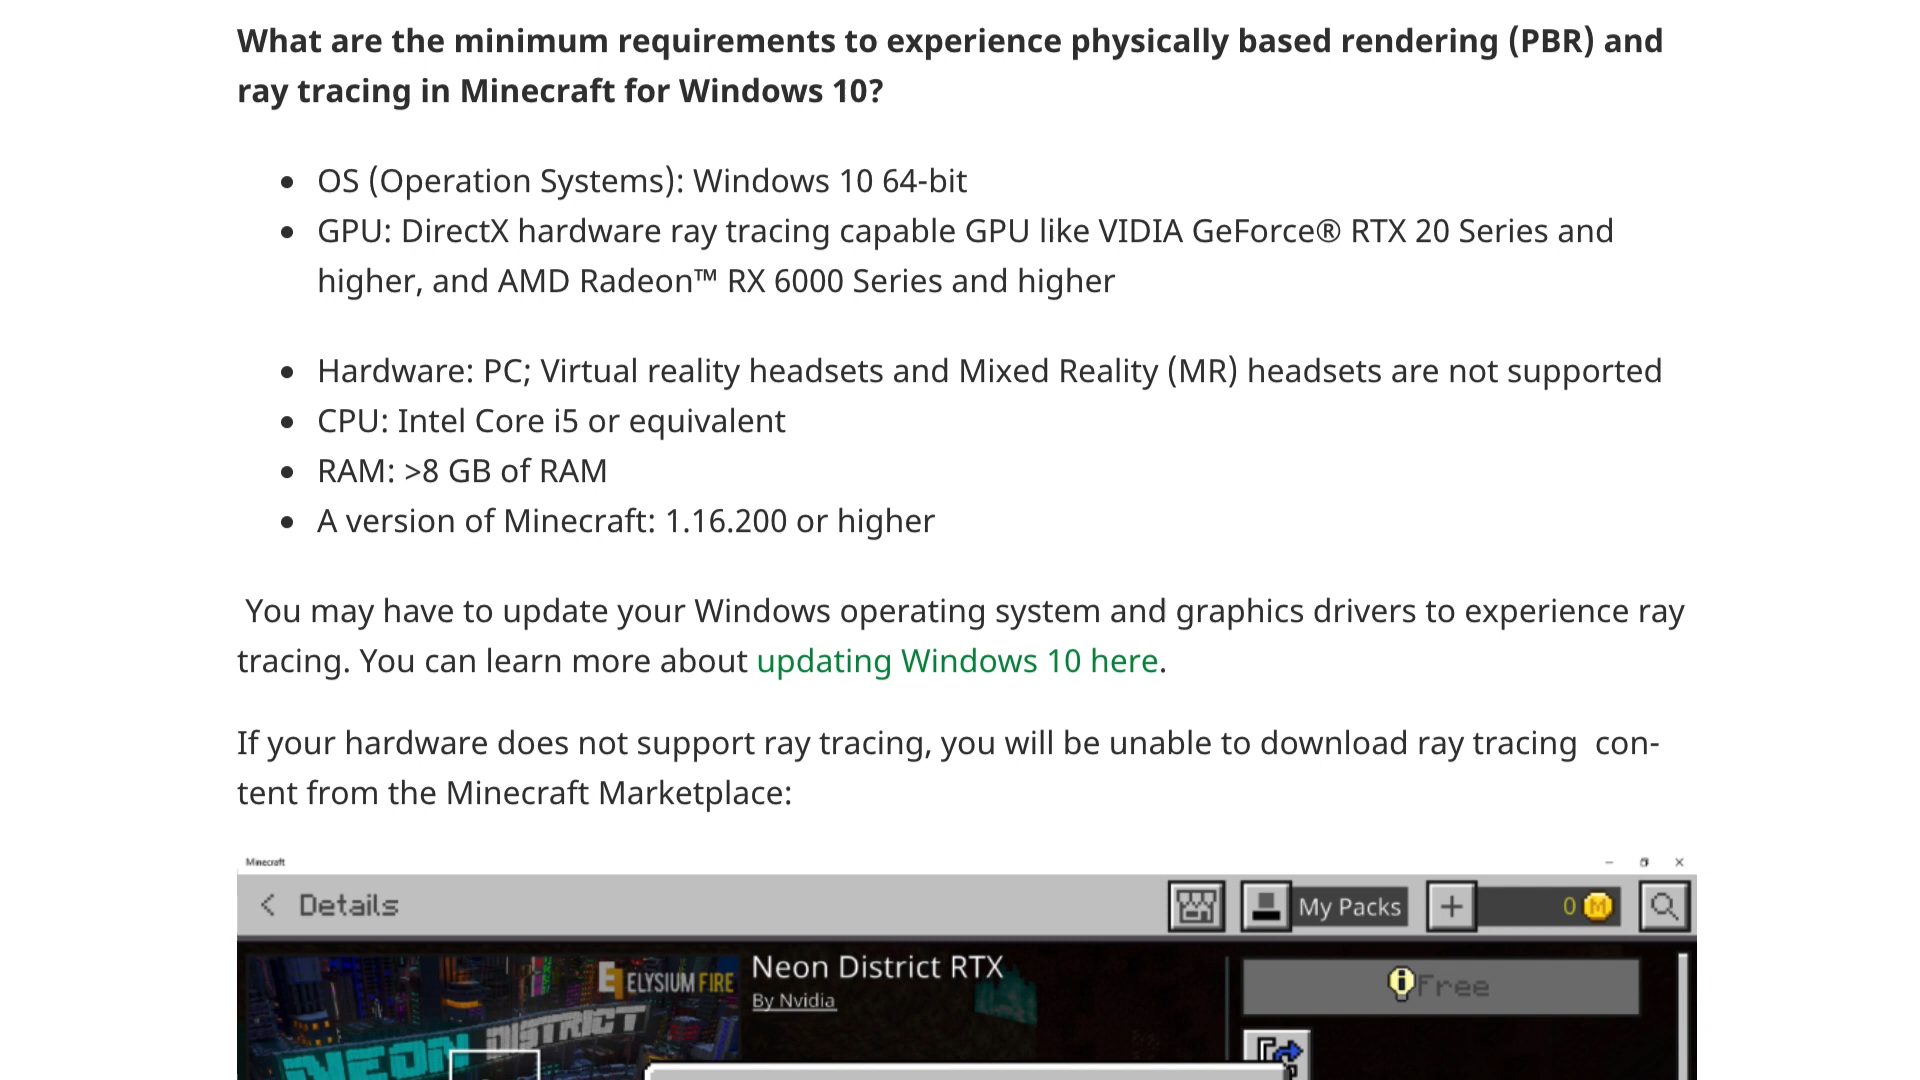 What are the minimum requirements to experience physically based rendering (PBR) and
ray tracing in Minecraft for Windows 10?
OS (Operation Systems): Windows 10 64-bit
GPU: DirectX hardware ray tracing capable GPU like VIDIA GeForce® RTX 20 Series and
higher, and AMD Radeon™ RX 6000 Series and higher
Hardware: PC; Virtual reality headsets and Mixed Reality (MR) headsets are not supported
CPU: Intel Core i5 or equivalent
RAM: >8 GB of RAM
A version of Minecraft: 1.16.200 or higher
You may have to update your Windows operating system and graphics drivers to experience ray
tracing. You can learn more about updating Windows 10 here.
If your hardware does not support ray tracing, you will be unable to download ray tracing  con-
tent from the Minecraft Marketplace:
Minecraft
Details
My Packs
0
ELYSIUM FIRE
NEON DISTRICT
Neon District RTX
By Nvidia
Free